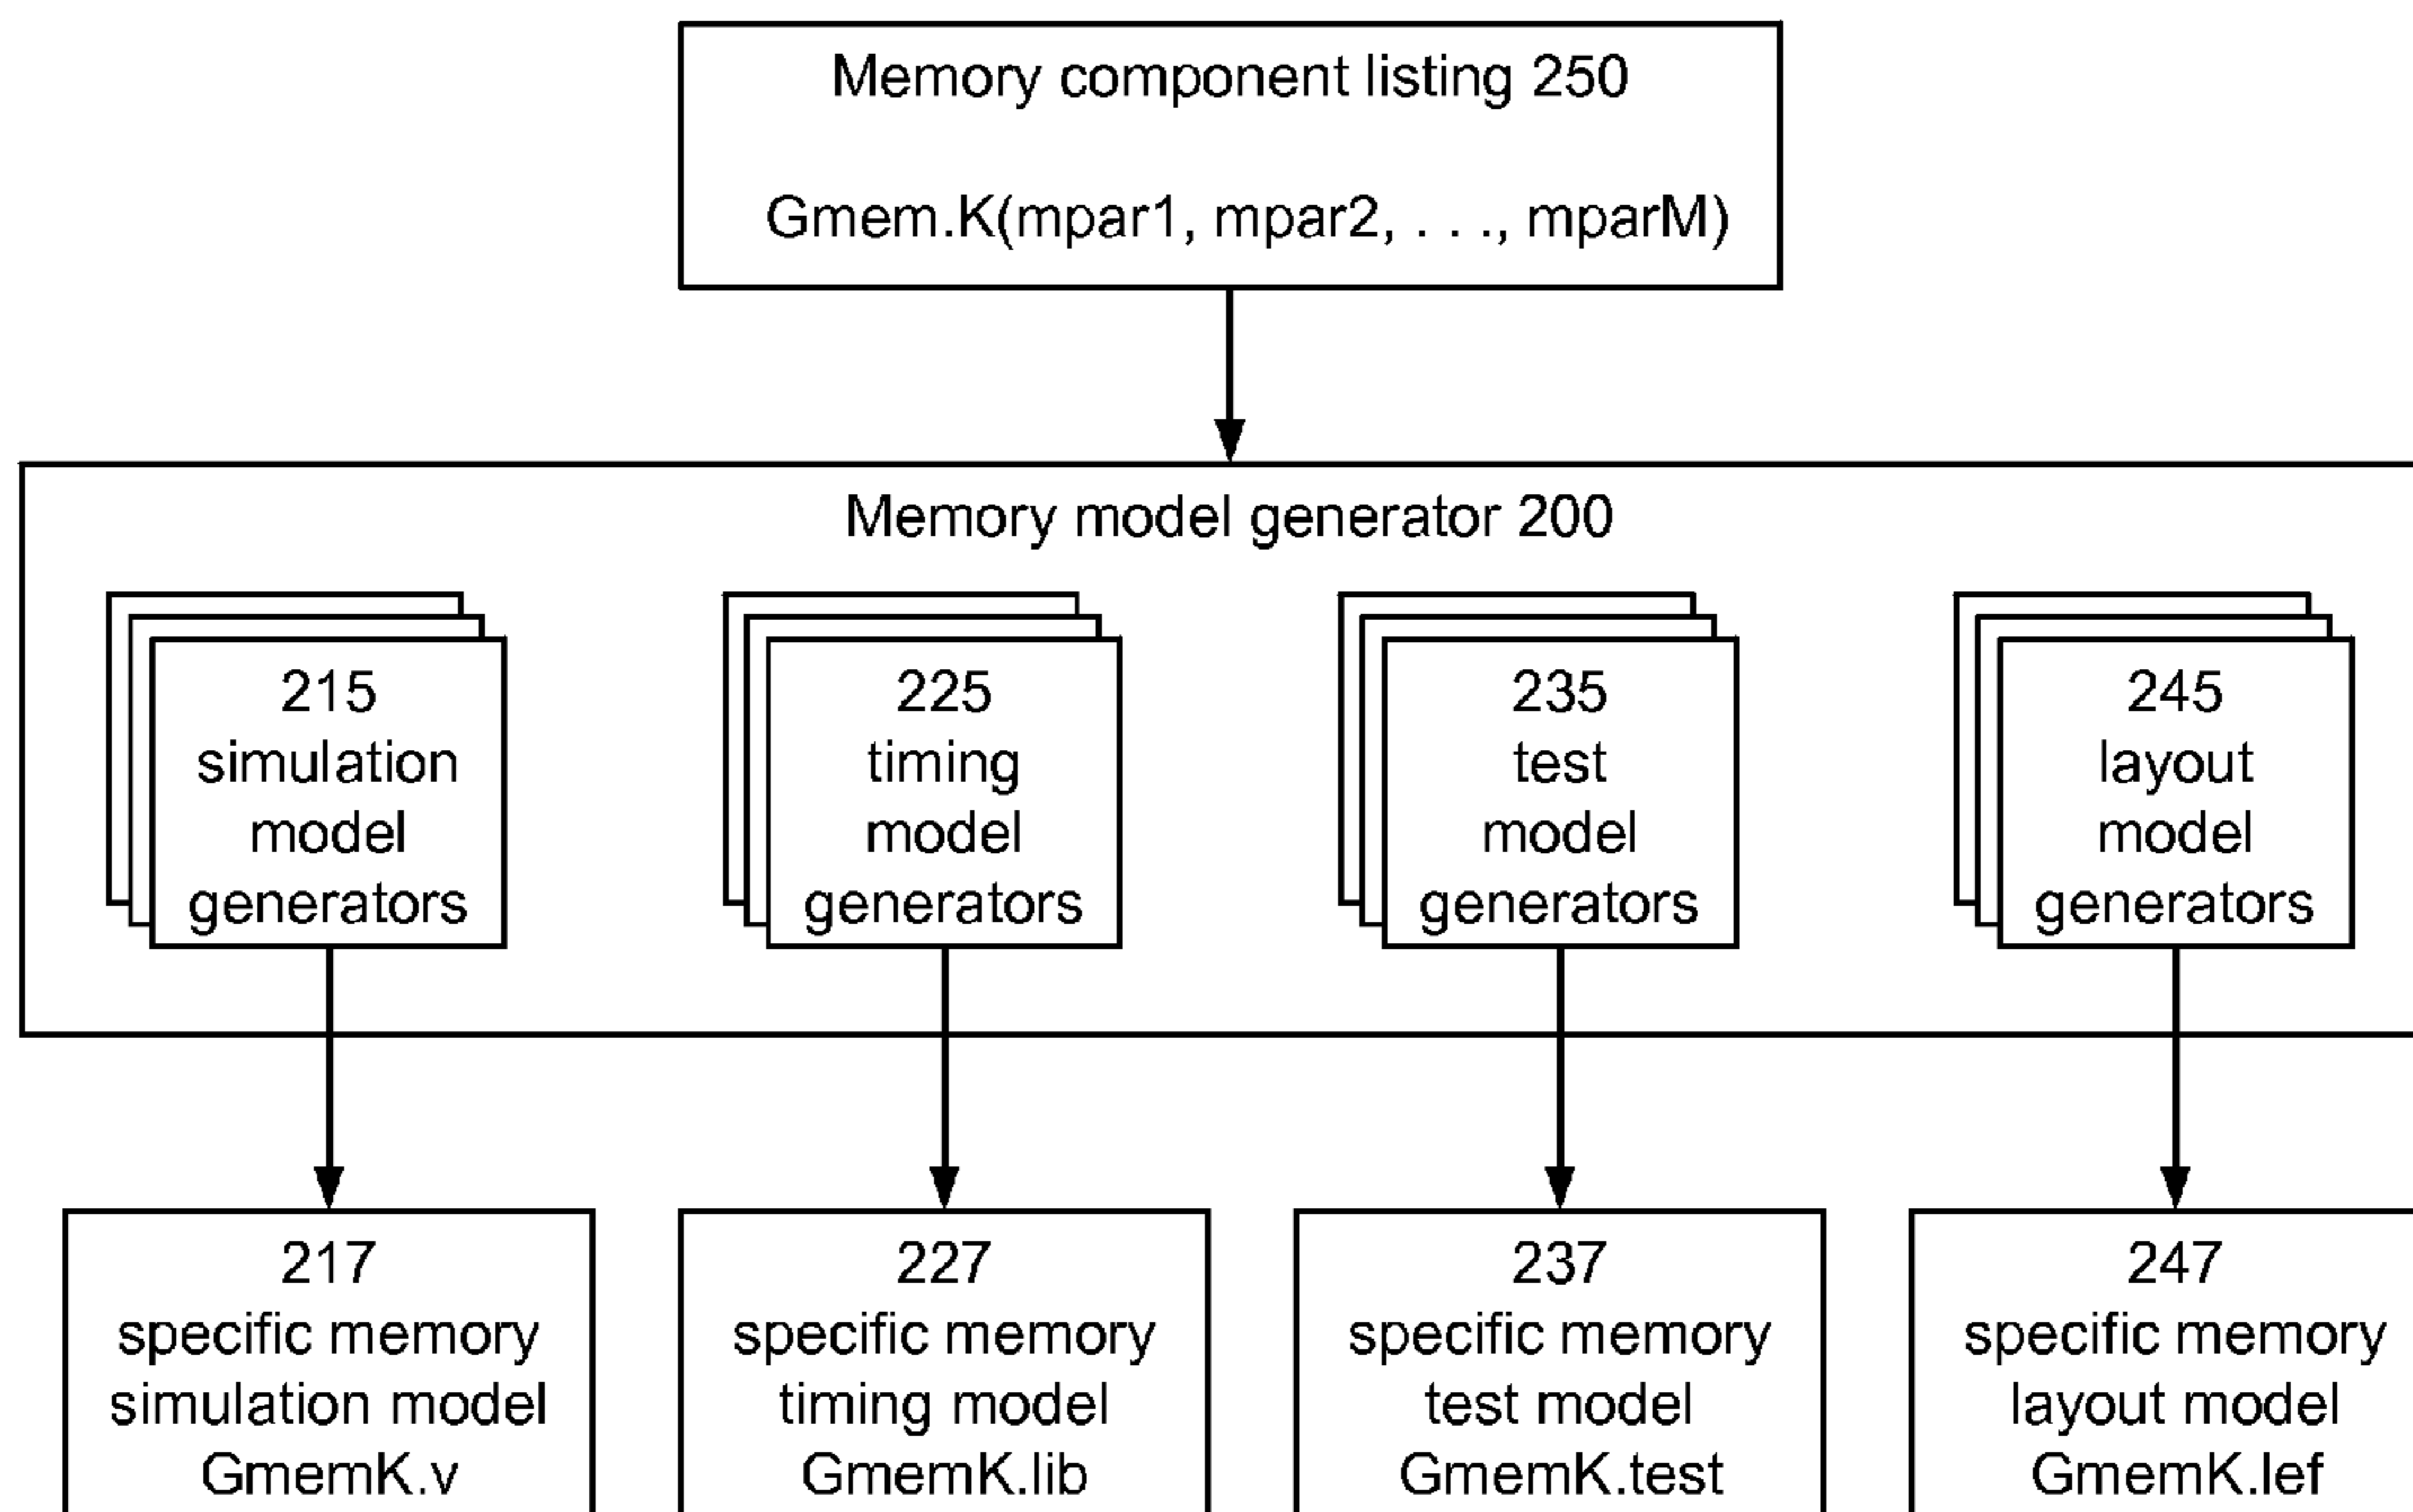 Memory component listing 250
Gmem.K(mpar1, mpar2, . . ., mparM)
Memory model generator 200
215
simulation
model
generators
225
timing
model
generators
235
test
model
generators
245
layout
model
generators
217
specific memory
simulation model
GmemK.v
227
specific memory
timing model
GmemK.lib
237
specific memory
test model
GmemK.test
247
specific memory
layout model
GmemK.lef